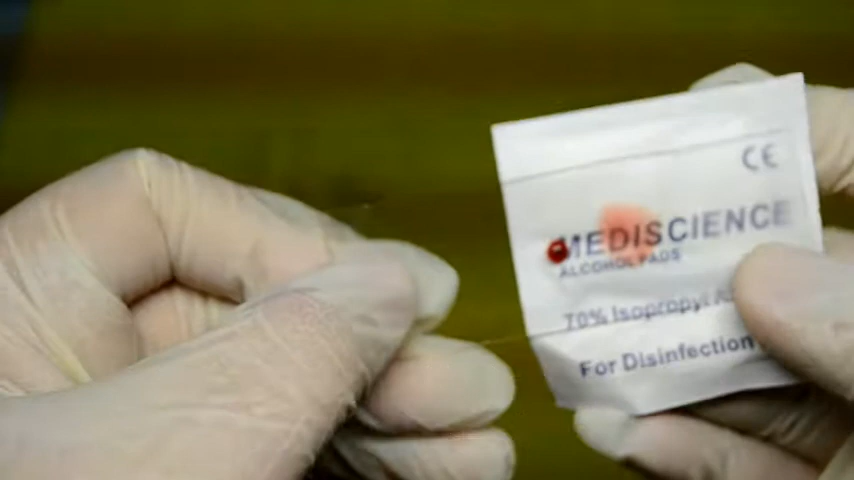 CE
MEDISCIENCE
ALCOHOL PADS
70% Isopropyl
For Disinfection